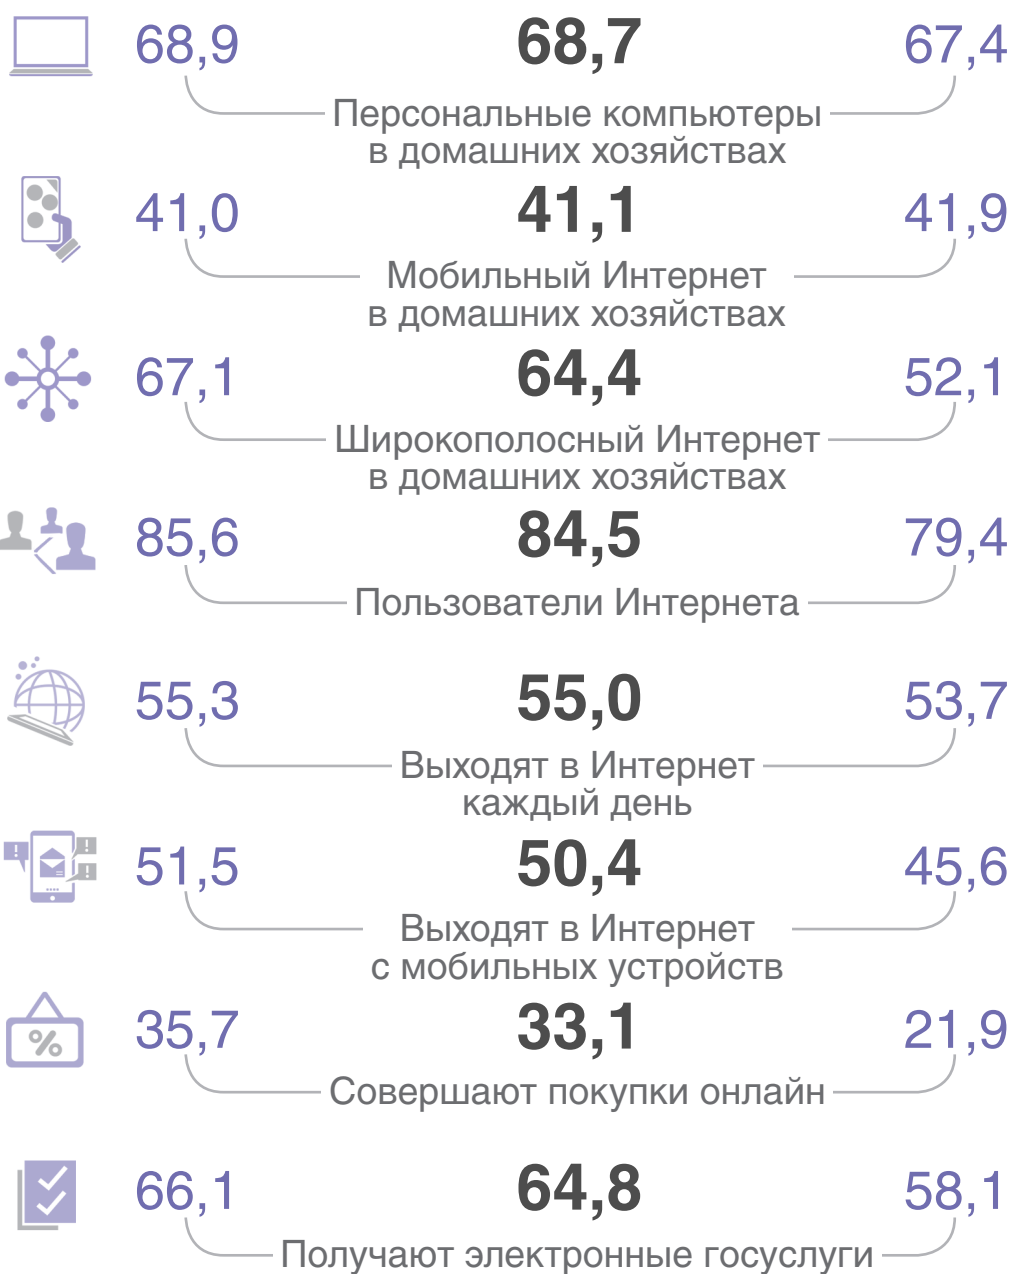 68,9 68,7 67,4
Персональные компьютеры
в домашних хозяйствах
41,0 41,1 41,9
Мобильный Интернет
в домашних хозяйствах
67,1 64,4 52,1
Широкополосный Интернет
в домашних хозяйствах
85,6 84,5 79,4
Пользователи Интернета
55,3 55,0 53,7
Выходят в Интернет
каждый день
! ! !
51,5 50,4 45,6
Выходят в Интернет
с мобильных устройств
%
35,7 33,1 21,9
Совершают покупки онлайн
66,1 64,8 58,1
Получают электронные госуслуги